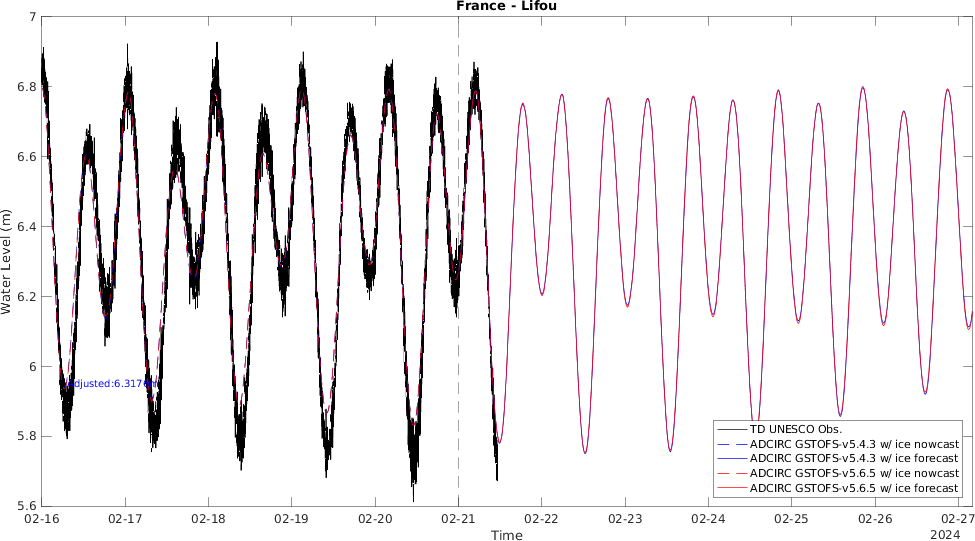 France - Lifou
7
6.8
6.6
6.4
6.2
6
5.8
5.6
Water Level (m)
Adjusted:6.3176m
TD UNESCO Obs.
ADCIRC GSTOFS-v5.4.3 w/ ice nowcast
ADCIRC GSTOFS-v5.4.3 w/ ice forecast
ADCIRC GSTOFS-v5.6.5 w/ ice nowcast
ADCIRC GSTOFS-v5.6.5 w/ ice forecast
02-16 02-17 02-18 02-19 02-20 02-21 02-22 02-23 02-24 02-25 02-26 02-27
Time
2024